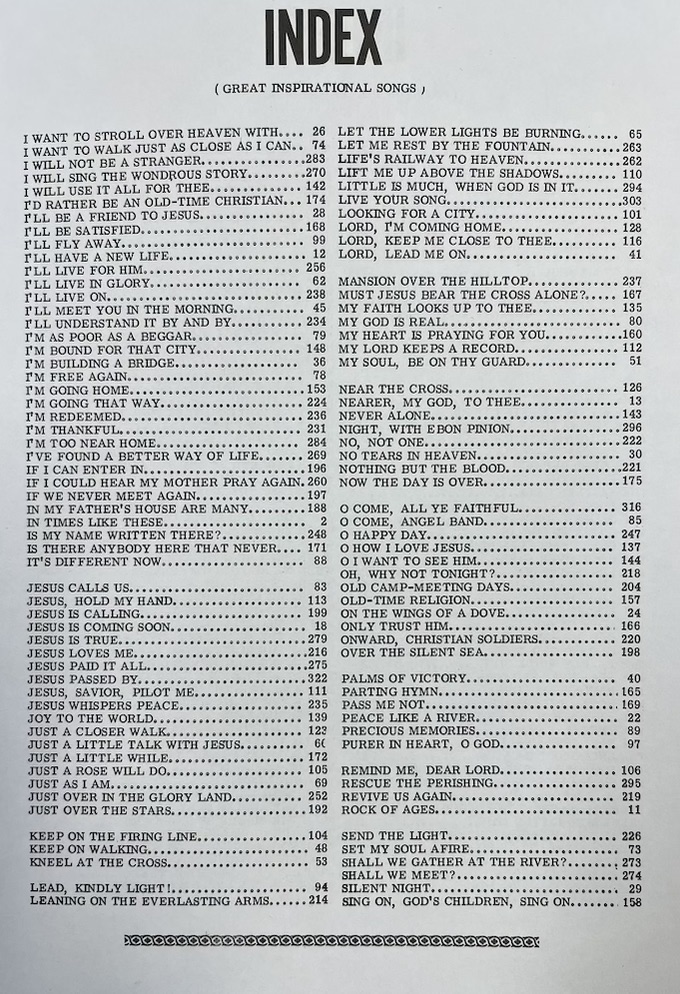 INDEX
( GREAT INSPIRATIONAL SONGS )
I WANT TO STROLL OVER HEAVEN WITH.... 26
I WANT TO WALK JUST AS CLOSE AS I CAN.. 74
I WILL NOT BE A STRANGER...............283
I WILL SING THE WONDROUS STORY........270
I WILL USE IT ALL FOR THEE.............. 142
I'D RATHER BE AN OLD-TIME CHRISTIAN... 174
I'LL BE A FRIEND TO JESUS............... 28
I'LL BE SATISFIED........................ 168
I'LL FLY AWAY........................... 99
I'LL HAVE A NEW LIFE.................... 12
I'LL LIVE FOR HIM....................... 256
I'LL LIVE IN GLORY...................... 62
I'LL LIVE ON............................. 238
I'LL MEET YOU IN THE MORNING.......... 45
I'LL UNDERSTAND IT BY AND BY........... 234
I'M AS POOR AS A BEGGAR................ 79
I'M BOUND FOR THAT CITY................ 148
I'M BUILDING A BRIDGE................... 36
I'M FREE AGAIN.......................... 78
I'M GOING HOME..........................153
I'M GOING THAT WAY..................... 224
I'M REDEEMED........................... 236
I'M THANKFUL........................... 231
I'M TOO NEAR HOME...................... 284
I'VE FOUND A BETTER WAY OF LIFE....... 269
IF I CAN ENTER IN........................ 196
IF I COULD HEAR MY MOTHER PRAY AGAIN. 260
IF WE NEVER MEET AGAIN................ 197
IN MY FATHER'S HOUSE ARE MANY........ 188
IN TIMES LIKE THESE..................... 2
IS MY NAME WRITTEN THERE?............ 248
IS THERE ANYBODY HERE THAT NEVER.... 171
IT'S DIFFERENT NOW..................... 88
JESUS CALLS US.......................... 83
JESUS, HOLD MY HAND................... 113
JESUS IS CALLING........................ 199
JESUS IS COMING SOON................... 18
JESUS IS TRUE............................279
JESUS LOVES ME..........................216
JESUS PAID IT ALL........................275
JESUS PASSED BY......................... 322
JESUS, SAVIOR, PILOT ME................ 111
JESUS WHISPERS PEACE.................. 235
JOY TO THE WORLD...................... 139
JUST A CLOSER WALK.................... 123
JUST A LITTLE TALK WITH JESUS.........
JUST A LITTLE WHILE.................... 172
JUST A ROSE WILL DO.................... 105
JUST AS I AM............................. 69
JUST OVER IN THE GLORY LAND.......... 252
JUST OVER THE STARS................... 192
KEEP ON THE FIRING LINE............... 104
KEEP ON WALKING....................... 48
KNEEL AT THE CROSS.................... 53
LEAD, KINDLY LIGHT!................... 94
LEANING ON THE EVERLASTING ARMS......214
LET THE LOWER LIGHTS BE BURNING...... 65
LET ME REST BY THE FOUNTAIN...........263
LIFE'S RAILWAY TO HEAVEN.............. 262
LIFT ME UP ABOVE THE SHADOWS......... 110
LITTLE IS MUCH, WHEN GOD IS IN IT..... 294
LIVE YOUR SONG.........................303
LOOKING FOR A CITY..................... 101
LORD, I'M COMING HOME................. 128
LORD, KEEP ME CLOSE TO THEE......... 116
LORD, LEAD ME ON...................... 41
MANSION OVER THE HILLTOP............. 237
MUST JESUS BEAR THE CROSS ALONE?..... 167
MY FAITH LOOKS UP TO THEE............ 135
MY GOD IS REAL......................... 80
MY HEART IS PRAYING FOR YOU...........160
MY LORD KEEPS A RECORD............... 112
MY SOUL, BE ON THY GUARD............. 51
NEAR THE CROSS......................... 126
NEARER, MY GOD, TO THEE.............. 13
NEVER ALONE............................143
NIGHT, WITH EBON PINION............... 296
NO, NOT ONE.............................222
NO TEARS IN HEAVEN.................... 30
NOTHING BUT THE BLOOD.................221
NOW THE DAY IS OVER....................175
O COME, ALL YE FAITHFUL............... 316
O COME, ANGEL BAND.................... 85
O HAPPY DAY............................ 247
O HOW I LOVE JESUS..................... 137
O I WANT TO SEE HIM.................... 144
OH, WHY NOT TONIGHT?................. 218
OLD CAMP-MEETING DAYS................ 204
OLD-TIME RELIGION..................... 157
ON THE WINGS OF A DOVE................ 24
ONLY TRUST HIM........................ 166
ONWARD, CHRISTIAN SOLDIERS........... 220
OVER THE SILENT SEA................... 198
PALMS OF VICTORY...................... 40
PARTING HYMN..........................165
PASS ME NOT............................169
PEACE LIKE A RIVER.................... 22
PRECIOUS MEMORIES.................... 89
PURER IN HEART, O GOD................ 97
REMIND ME, DEAR LORD................. 106
RESCUE THE PERISHING..................295
REVIVE US AGAIN....................... 219
ROCK OF AGES.......................... 11
SEND THE LIGHT........................ 226
SET MY SOUL AFIRE..................... 73
SHALL WE GATHER AT THE RIVER?....... 273
SHALL WE MEET?....................... 274
SILENT NIGHT........................... 29
SING ON, GOD'S CHILDREN, SING ON....... 158